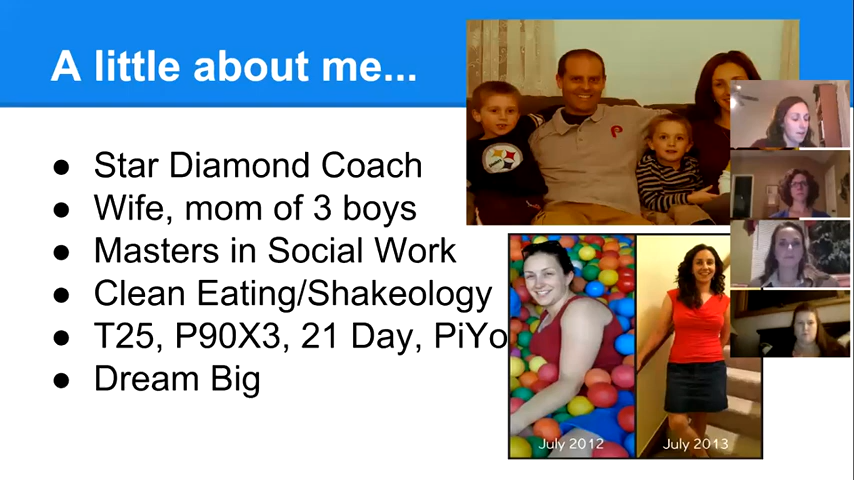 A little about me...
Star Diamond Coach
Wife, mom of 3 boys
Masters in Social Work
Clean Eating/Shakeology
T25, P90X3, 21 Day, PiYo
Dream Big
P
July 2012
July 2013